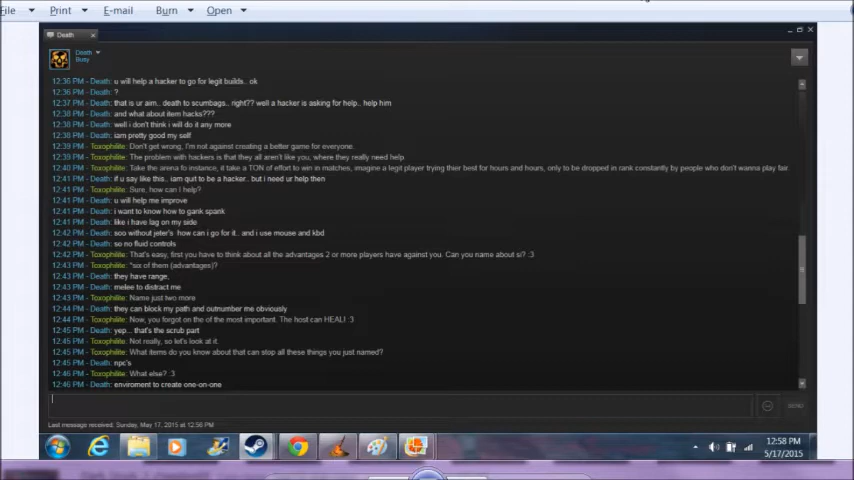 File Print E-mail Burn Open
Death
Death
Busy
12:36 PM - Death: u will help a hacker to go for legit builds.. ok
12:36 PM - Death: ?
12:37 PM - Death: that is ur aim.. death to scumbags.. right?? well a hacker is asking for help.. help him
12:38 PM - Death: and what about item hacks???
12:38 PM - Death: well i don't think i will do it any more
12:38 PM - Death: iam pretty good my self
12:39 PM - Toxophilite: Don't get wrong, I'm not against creating a better game for everyone.
12:39 PM - Toxophilite: The problem with hackers is that they all aren't like you, where they really need help.
12:40 PM - Toxophilite: Take the arena fo instance, it take a TON of effort to win in matches, imagine a legit player trying their best for hours and hours, only to be dropped in rank constantly by people who don't wanna play fair.
12:41 PM - Death: if u say like this.. iam quit to be a hacker.. but i need ur help then
12:41 PM - Toxophilite: Sure, how can I help?
12:41 PM - Death: u will help me improve
12:41 PM - Death: i want to know how to gank spank
12:41 PM - Death: like i have lag on my side
12:42 PM - Death: soo without jeter's how can i go for it.. and i use mouse and kbd
12:42 PM - Death: so no fluid controls
12:42 PM - Toxophilite: That's easy, first you have to think about all the advantages 2 or more players have against you. Can you name about si? :3
12:42 PM - Toxophilite: *six of them (advantages)?
12:43 PM - Death: they have range,
12:43 PM - Death: melee to distract me
12:43 PM - Toxophilite: Name just two more
12:44 PM - Death: they can block my path and outnumber me obviously
12:44 PM - Toxophilite: Now, you forgot on the of the most important. The host can HEAL! :3
12:45 PM - Death: yep... that's the scrub part
12:45 PM - Toxophilite: Not really, so let's look at it.
12:45 PM - Toxophilite: What items do you know about that can stop all these things you just named?
12:45 PM - Death: npc's
12:46 PM - Toxophilite: What else? :3
12:46 PM - Death: enviroment to create one-on-one
SEND
Last message received: Sunday, May 17, 2015 at 12:56 PM
12:58 PM
5/17/2015